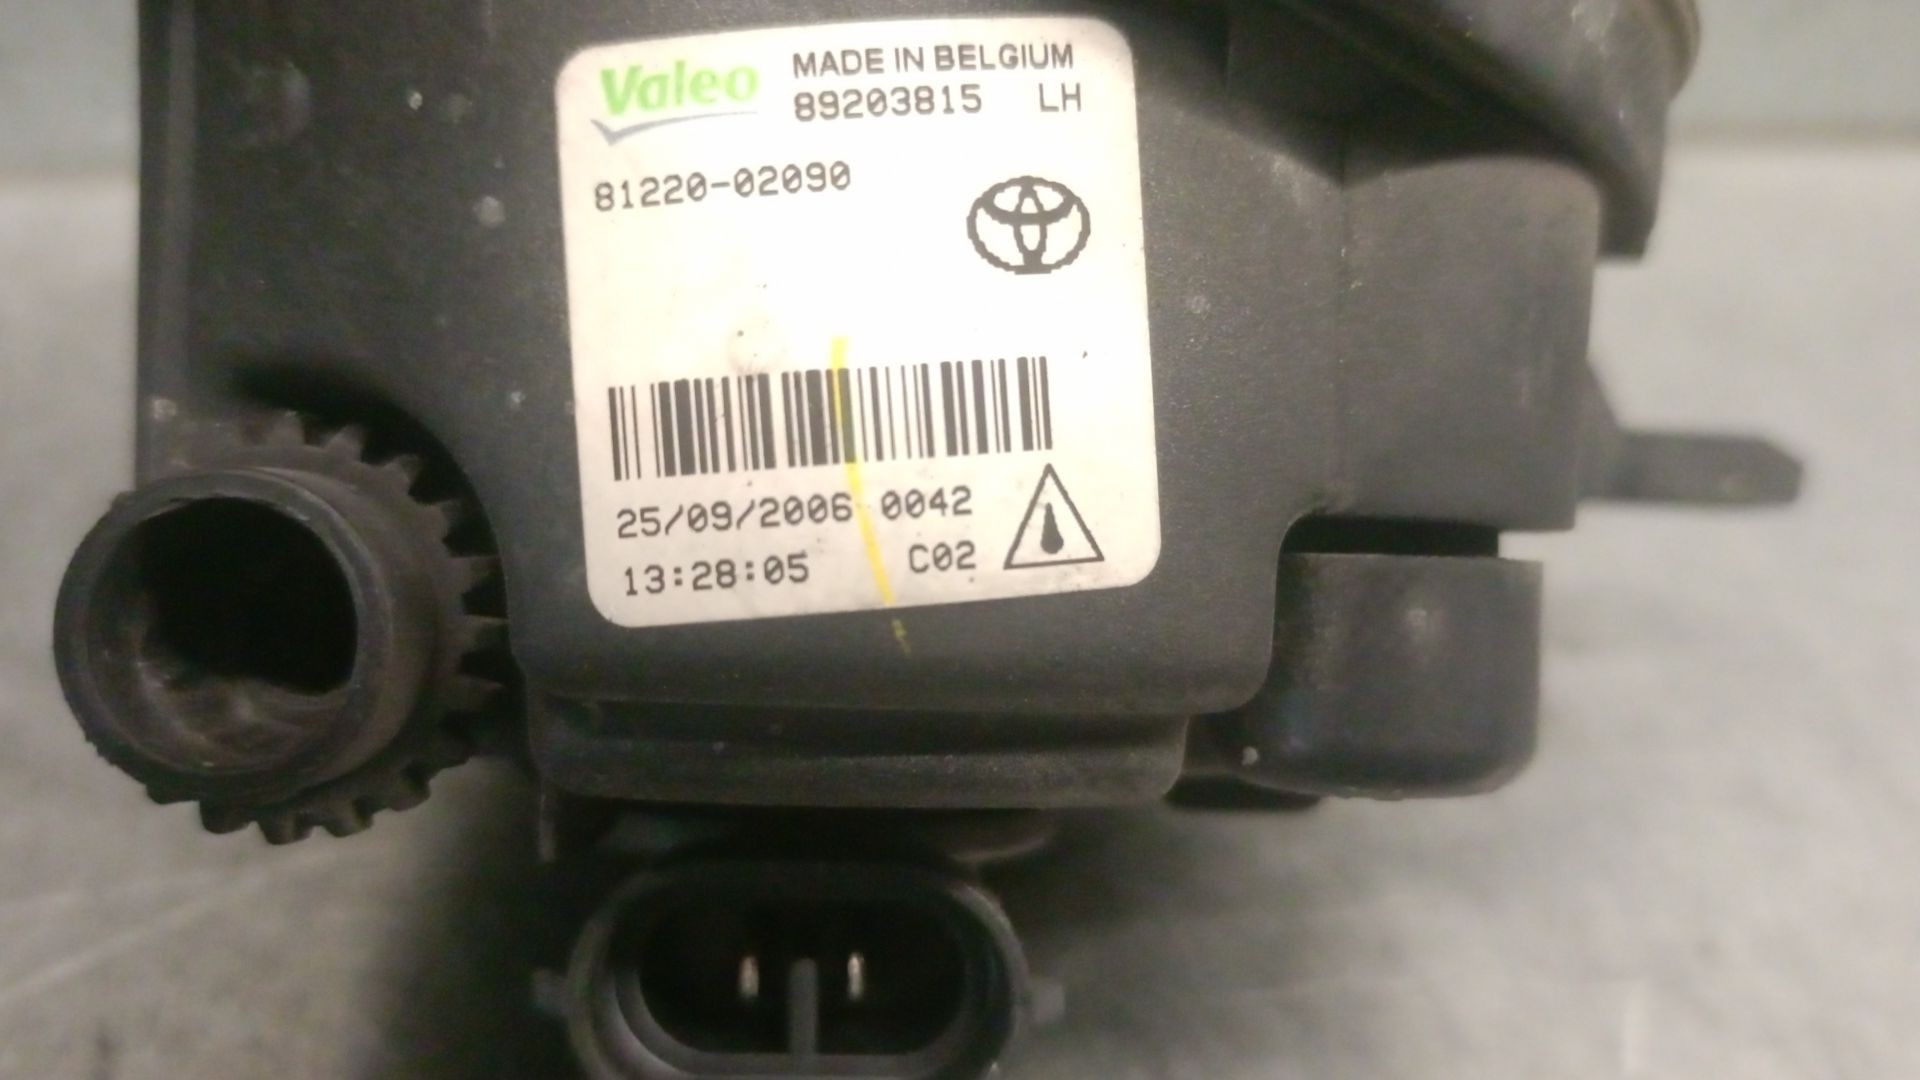 Valeo
MADE IN BELGIUM
89203815 LH
81220-02090
25/09/2006 0042
13:28:05 C02